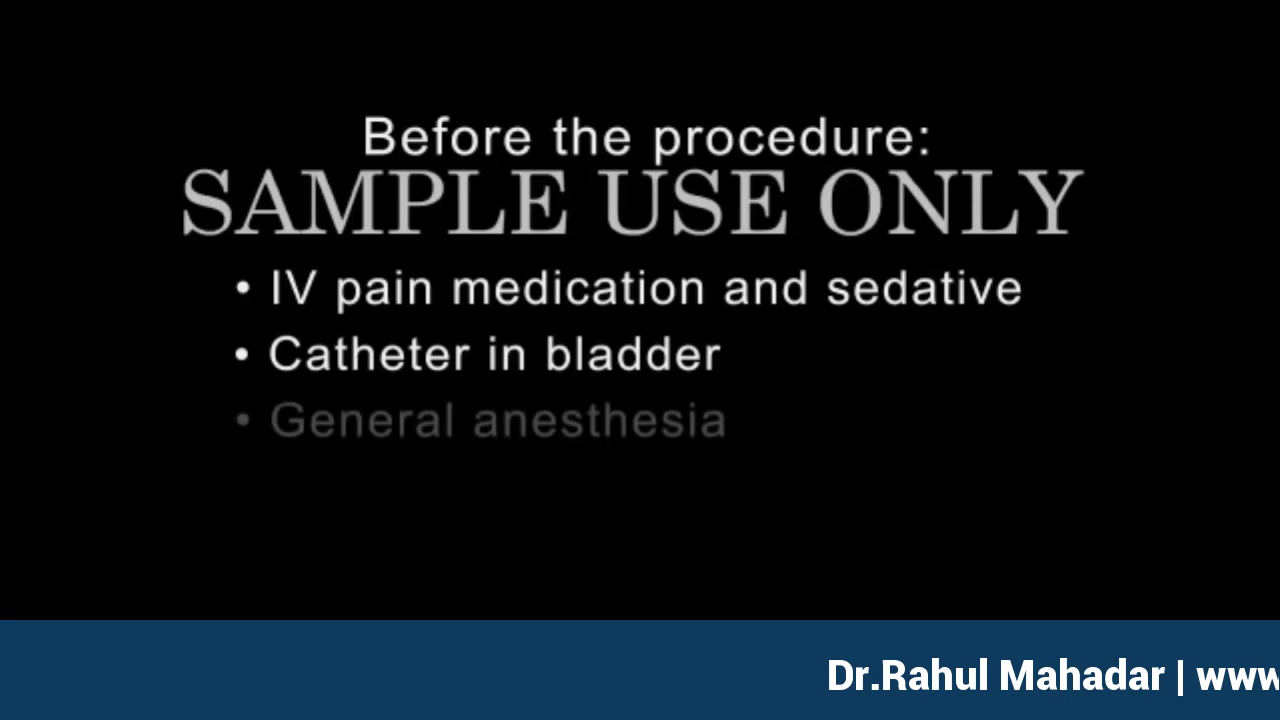 Before the procedure:
SAMPLE USE ONLY
• IV pain medication and sedative
• Catheter in bladder
• General anesthesia
Dr.Rahul Mahadar | www